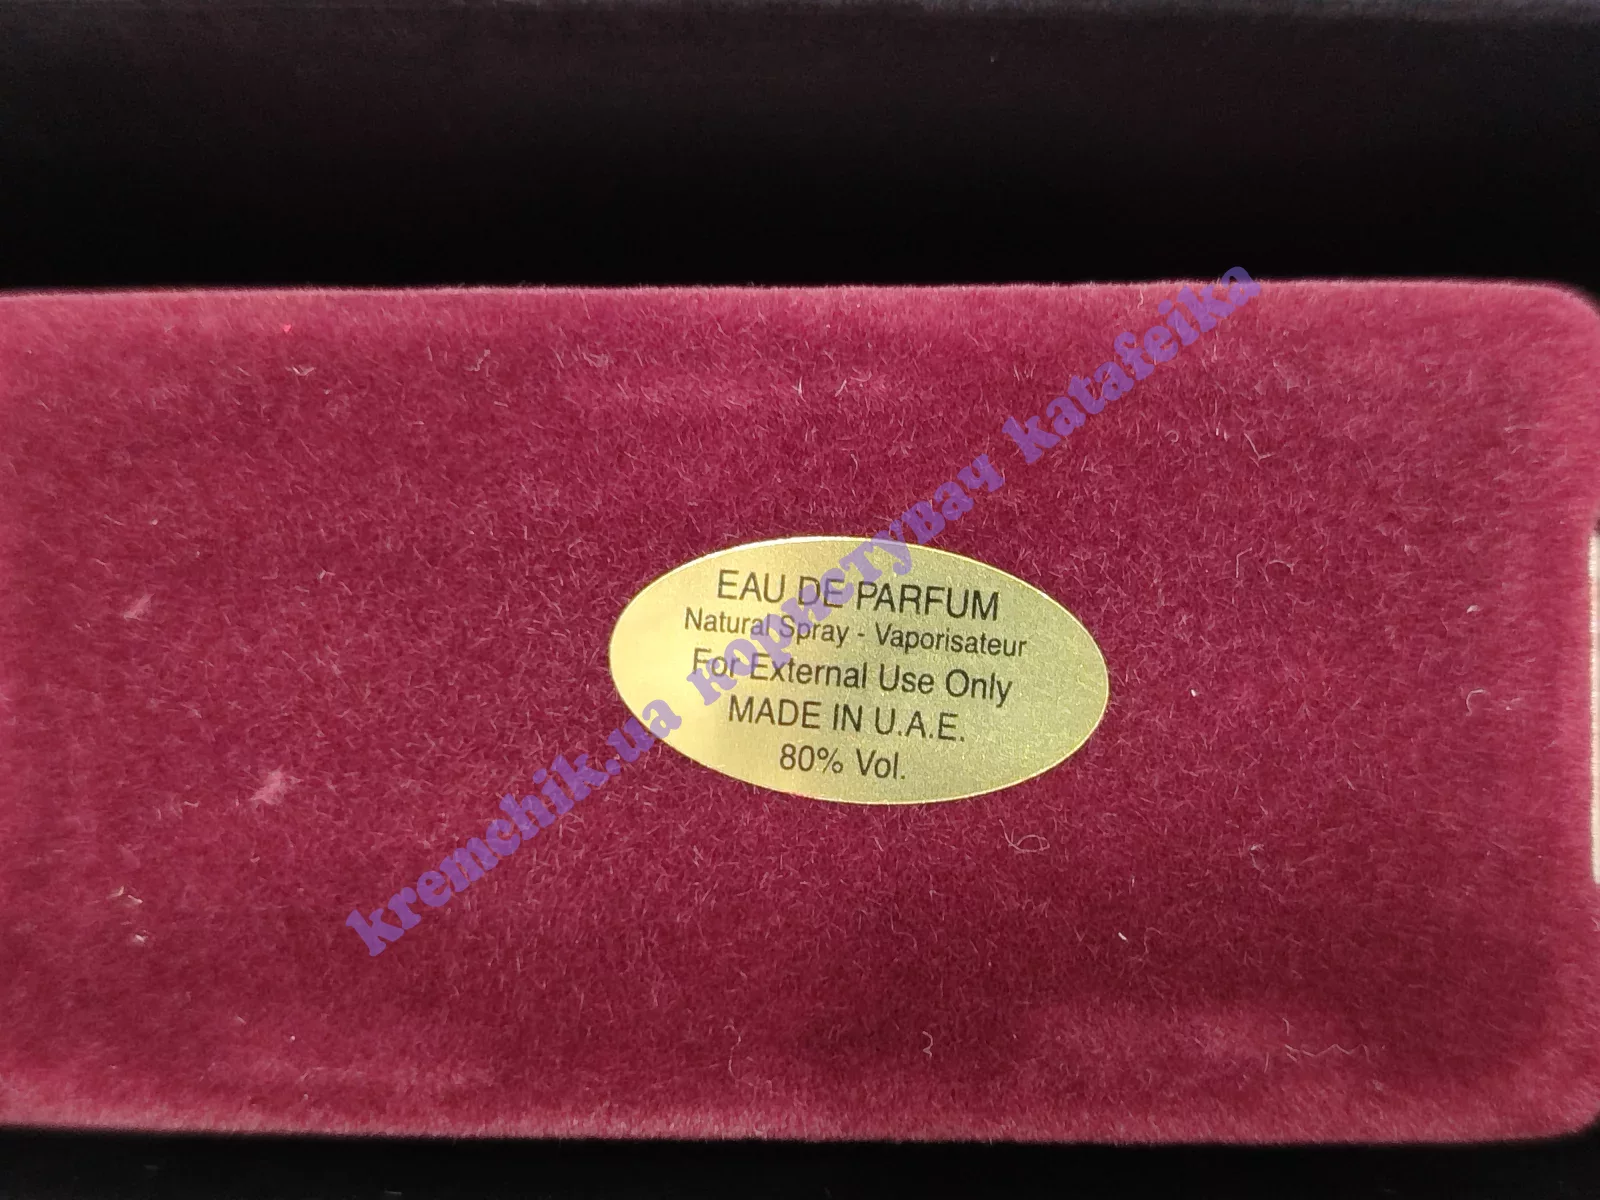 EAU DE PARFUM
Natural Spray - Vaporisateur
For External Use Only
MADE IN U.A.E.
80% Vol.
kremchik.ua користувач katafeika